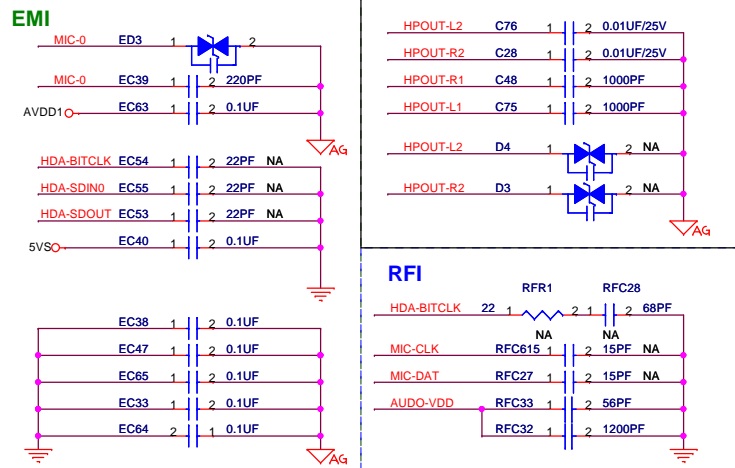 EMI
MIC-0 ED3 1 2
MIC-0 EC39 1 2 220PF
AVDD1 EC63 1 2 0.1UF
AG
HDA-BITCLK EC54 1 2 22PF NA
HDA-SDIN0 EC55 1 2 22PF NA
HDA-SDOUT EC53 1 2 22PF NA
5VS EC40 1 2 0.1UF
EC38 1 2 0.1UF
EC47 1 2 0.1UF
EC65 1 2 0.1UF
EC33 1 2 0.1UF
EC64 2 1 0.1UF
AG
HPOUT-L2 C76 1 2 0.01UF/25V
HPOUT-R2 C28 1 2 0.01UF/25V
HPOUT-R1 C48 1 2 1000PF
HPOUT-L1 C75 1 2 1000PF
HPOUT-L2 D4 1 2 NA
HPOUT-R2 D3 1 2 NA
AG
RFI
RFR1 RFC28
HDA-BITCLK 22 1 2 1 2 68PF
NA NA
MIC-CLK RFC615 1 2 15PF NA
MIC-DAT RFC27 1 2 15PF NA
AUDO-VDD RFC33 1 2 56PF
RFC32 1 2 1200PF